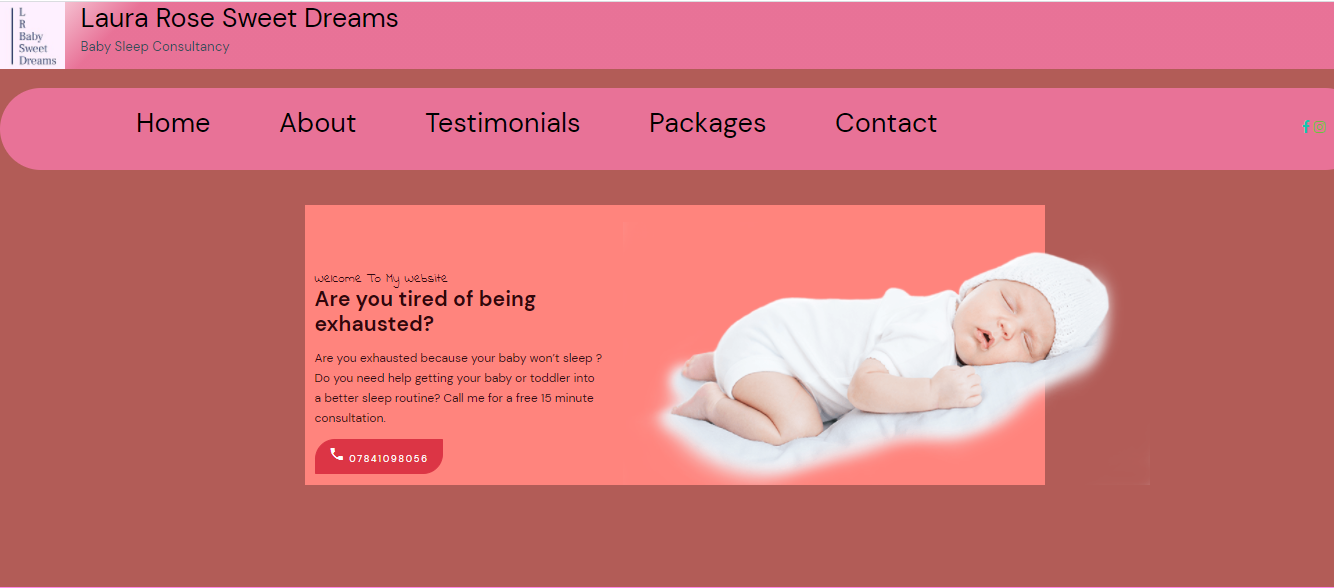 L
R
Baby
Sweet
Dreams
Laura Rose Sweet Dreams
Baby Sleep Consultancy
Home About Testimonials Packages Contact
Welcome To My Website
Are you tired of being
exhausted?
Are you exhausted because your baby won't sleep ?
Do you need help getting your baby or toddler into
a better sleep routine? Call me for a free 15 minute
consultation.
07841098056